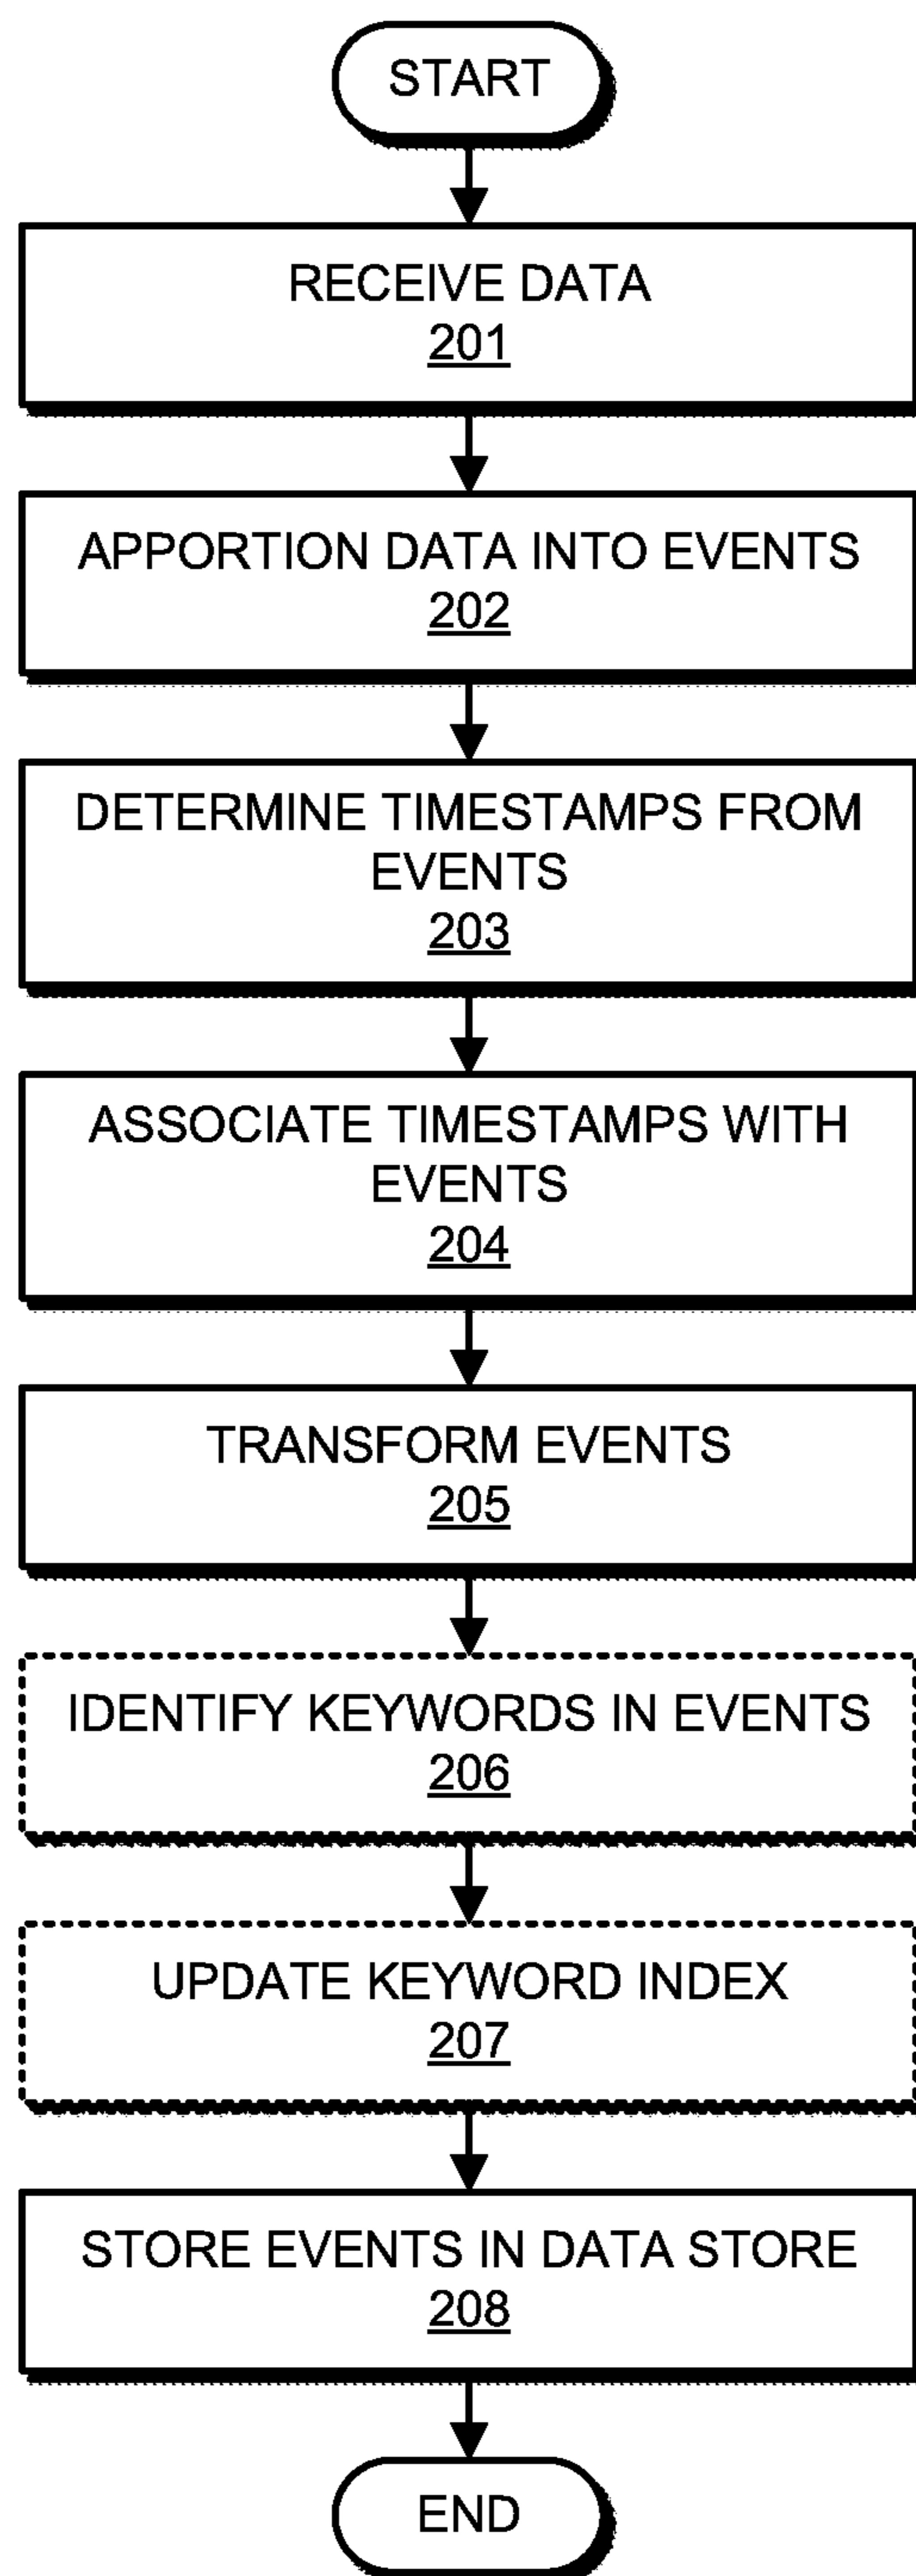 START
RECEIVE DATA
201
APPORTION DATA INTO EVENTS
202
DETERMINE TIMESTAMPS FROM
EVENTS
203
ASSOCIATE TIMESTAMPS WITH
EVENTS
204
TRANSFORM EVENTS
205
IDENTIFY KEYWORDS IN EVENTS
206
UPDATE KEYWORD INDEX
207
STORE EVENTS IN DATA STORE
208
END